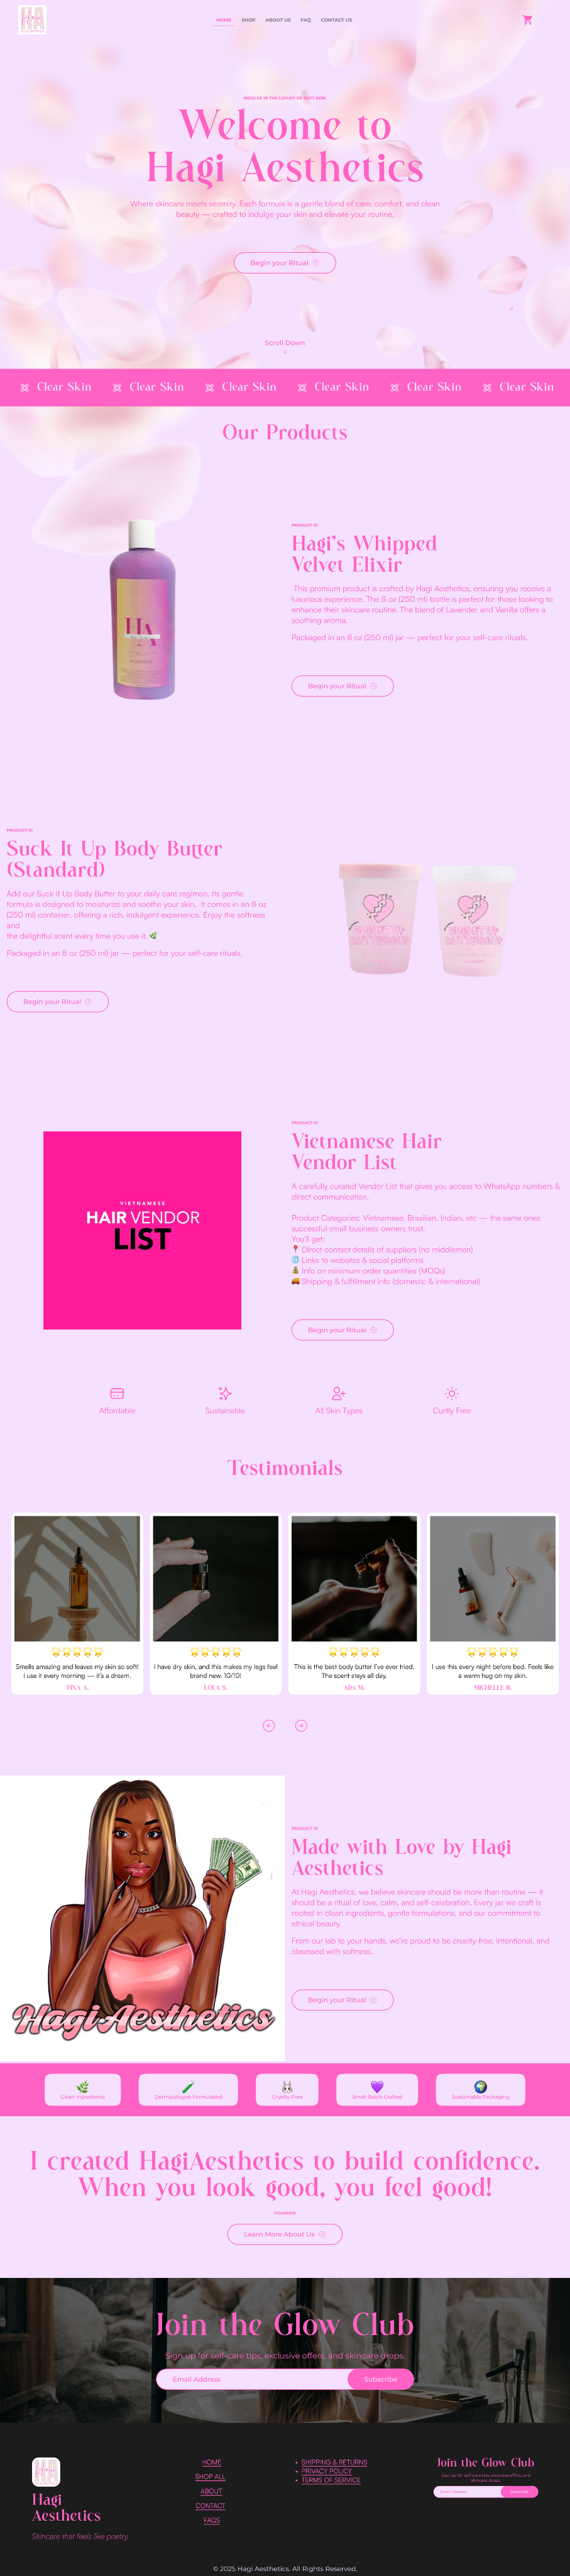 HOME SHOP ABOUT US FAQ CONTACT US
INDULGE IN THE LUXURY OF SOFT SKIN
Welcome to
Hagi Aesthetics
Where skincare meets serenity. Each formula is a gentle blend of care, comfort, and clean
beauty — crafted to indulge your skin and elevate your routine.
Begin your Ritual
Scroll Down
Clear Skin Clear Skin Clear Skin Clear Skin Clear Skin Clear Skin
Our Products
HA
PRODUCT 01
Hagi's Whipped
Velvet Elixir
This premium product is crafted by Hagi Aesthetics, ensuring you receive a
luxurious experience. The 8 oz (250 ml) bottle is perfect for those looking to
enhance their skincare routine. The blend of Lavender and Vanilla offers a
soothing aroma.
Packaged in an 8 oz (250 ml) jar — perfect for your self-care rituals.
Begin your Ritual
PRODUCT 01
Suck It Up Body Butter
(Standard)
Add our Suck It Up Body Butter to your daily care regimen. Its gentle
formula is designed to moisturize and soothe your skin. It comes in an 8 oz
(250 ml) container, offering a rich, indulgent experience. Enjoy the softness
and
the delightful scent every time you use it. 🌿
Packaged in an 8 oz (250 ml) jar — perfect for your self-care rituals.
Begin your Ritual
VIETNAMESE
HAIR VENDOR
LIST
PRODUCT 01
Vietnamese Hair
Vendor List
A carefully curated Vendor List that gives you access to WhatsApp numbers &
direct communication.
Product Categories: Vietnamese, Brazilian, Indian, etc — the same ones
successful small business owners trust.
You'll get:
📍 Direct contact details of suppliers (no middlemen)
🌐 Links to websites & social platforms
💰 Info on minimum order quantities (MOQs)
🚚 Shipping & fulfillment info (domestic & international)
Begin your Ritual
Affordable Sustainable All Skin Types Curtly Free
Testimonials
Smells amazing and leaves my skin so soft!
I use it every morning — it's a dream.
TINA A.
I have dry skin, and this makes my legs feel
brand new. 10/10!
LOLA S.
This is the best body butter I've ever tried.
The scent stays all day.
ADA M.
I use this every night before bed. Feels like
a warm hug on my skin.
MICHELLE B.
Hagi Aesthetics
PRODUCT 01
Made with Love by Hagi
Aesthetics
At Hagi Aesthetics, we believe skincare should be more than routine — it
should be a ritual of love, calm, and self-celebration. Every jar we craft is
rooted in clean ingredients, gentle formulations, and our commitment to
ethical beauty.
From our lab to your hands, we're proud to be cruelty-free, intentional, and
obsessed with softness.
Begin your Ritual
Clean Ingredients Dermatologist-Formulated Cruelty-Free Small Batch Crafted Sustainable Packaging
I created HagiAesthetics to build confidence.
When you look good, you feel good!
FOUNDER
Learn More About Us
Join the Glow Club
Sign up for self-care tips, exclusive offers, and skincare drops.
Email Address Subscribe
Hagi
Aesthetics
Skincare that feels like poetry.
HOME
SHOP ALL
ABOUT
CONTACT
FAQS
SHIPPING & RETURNS
PRIVACY POLICY
TERMS OF SERVICE
Join the Glow Club
Sign up for self-care tips, exclusive offers, and
skincare drops.
Email Address Subscribe
© 2025 Hagi Aesthetics. All Rights Reserved.